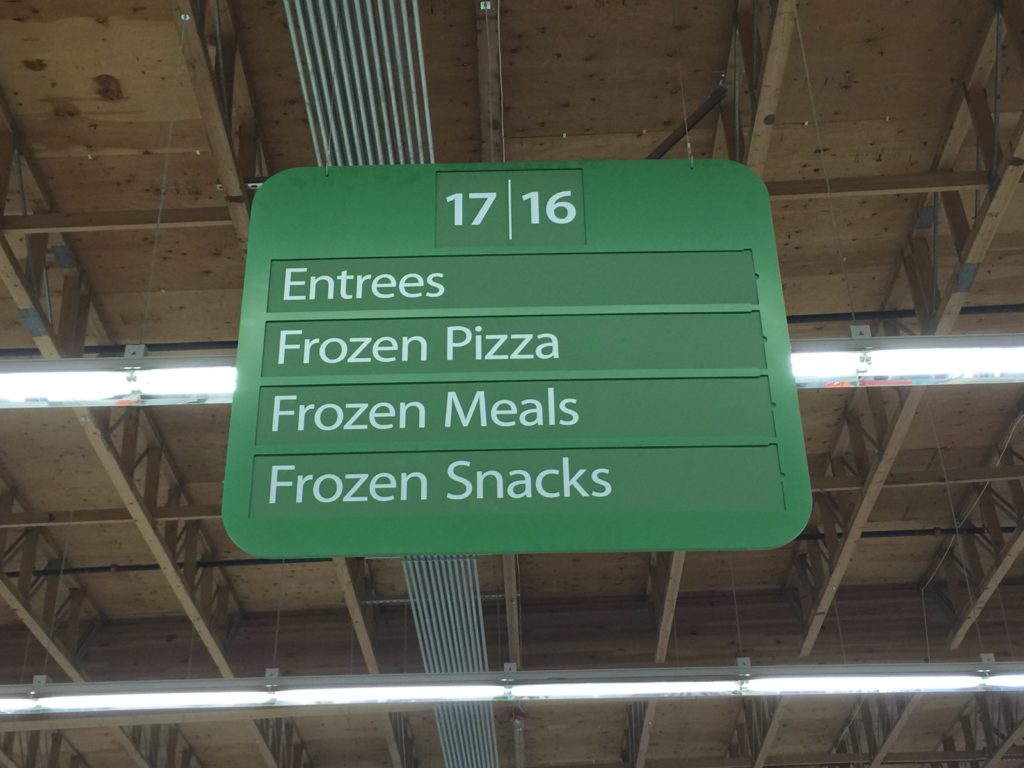 17 | 16
Entrees
Frozen Pizza
Frozen Meals
Frozen Snacks